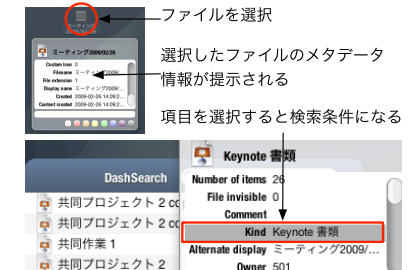 ファイルを選択
ミーティング
2009/02/26
選択したファイルのメタデータ
情報が提示される
ミーティング2009/02/26
Custom Icon 0
Filename ミーティング2009/...
File extension 1
Display name ミーティング2009/...
Created 2009-02-26 14:09:2...
Content created 2009-02-26 14:09:2...
項目を選択すると検索条件になる
DashSearch
共同プロジェクト 2 cc
共同プロジェクト 2 cc
共同作業 1
共同プロジェクト 2
Keynote 書類
Number of items 26
File invisible 0
Comment
Kind Keynote 書類
Alternate display ミーティング2009/...
Owner 501